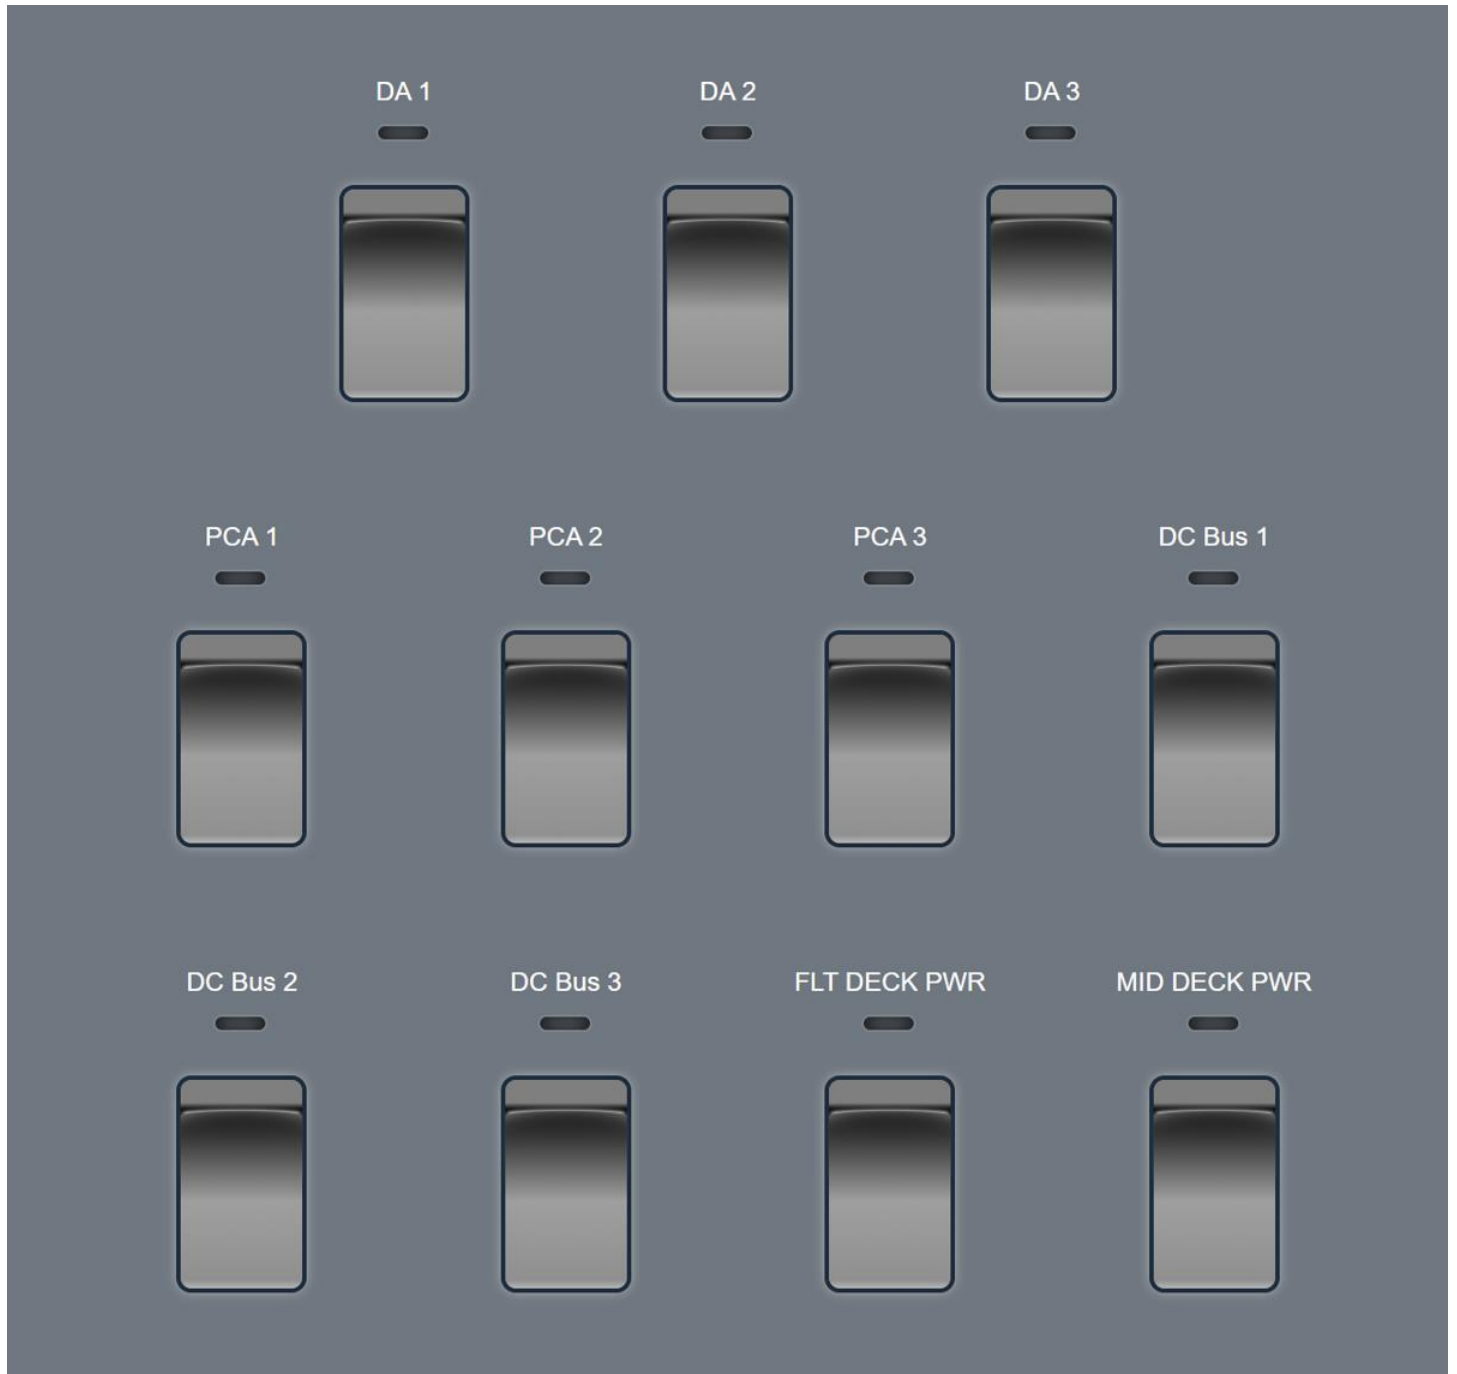 DA 1
DA 2
DA 3
PCA 1
PCA 2
PCA 3
DC Bus 1
DC Bus 2
DC Bus 3
FLT DECK PWR
MID DECK PWR